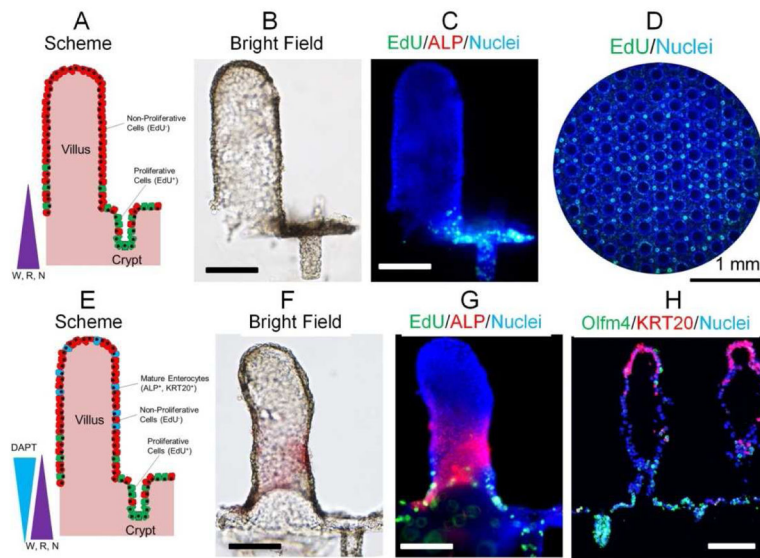 A
Scheme
Non-Proliferative
Cells (EdU⁻)
Villus
Proliferative
Cells (EdU⁺)
W, R, N
Crypt
B
Bright Field
C
EdU/ALP/Nuclei
D
EdU/Nuclei
1 mm
E
Scheme
Mature Enterocytes
(ALP⁺, KRT20⁺)
Villus
Non-Proliferative
Cells (EdU⁻)
DAPT
Proliferative
Cells (EdU⁺)
W, R, N
Crypt
F
Bright Field
G
EdU/ALP/Nuclei
H
Olfm4/KRT20/Nuclei